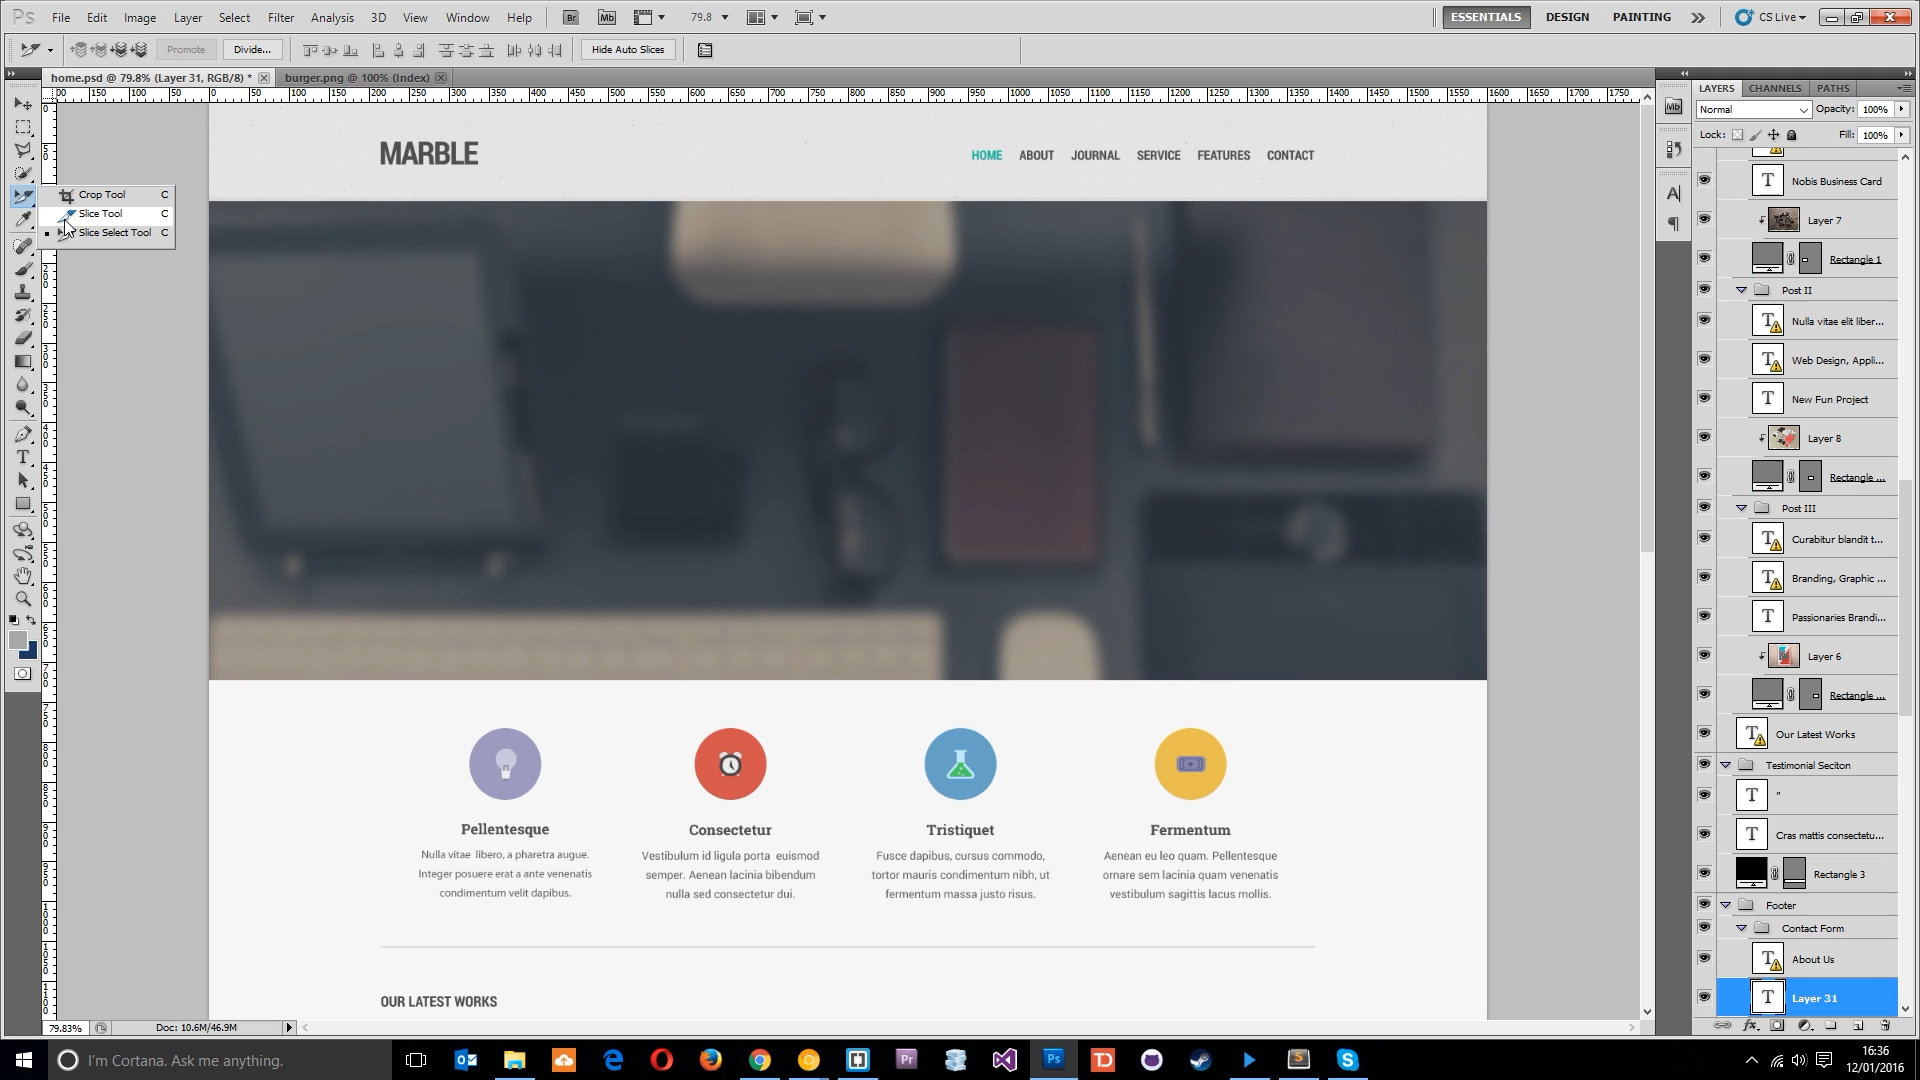 Ps File Edit Image Layer Select Filter Analysis 3D View Window Help Br Mb 79.8 ESSENTIALS DESIGN PAINTING CS Live
Promote Divide... Hide Auto Slices
home.psd @ 79.8% (Layer 31, RGB/8) * burger.png @ 100% (Index)
LAYERS CHANNELS PATHS
Normal Opacity: 100%
Lock: Fill: 100%
Crop Tool C
Slice Tool C
Slice Select Tool C
MARBLE
HOME ABOUT JOURNAL SERVICE FEATURES CONTACT
Pellentesque
Nulla vitae libero, a pharetra augue.
Integer posuere erat a ante venenatis
condimentum velit dapibus.
Consectetur
Vestibulum id ligula porta euismod
semper. Aenean lacinia bibendum
nulla sed consectetur dui.
Tristiquet
Fusce dapibus, cursus commodo,
tortor mauris condimentum nibh, ut
fermentum massa justo risus.
Fermentum
Aenean eu leo quam. Pellentesque
ornare sem lacinia quam venenatis
vestibulum sagittis lacus mollis.
OUR LATEST WORKS
Nobis Business Card
Layer 7
Rectangle 1
Post II
Nulla vitae elit liber...
Web Design, Appli...
New Fun Project
Layer 8
Rectangle ...
Post III
Curabitur blandit t...
Branding, Graphic ...
Passionaries Brandi...
Layer 6
Rectangle ...
Our Latest Works
Testimonial Seciton
"
Cras mattis consectetu...
Rectangle 3
Footer
Contact Form
About Us
Layer 31
79.83% Doc: 10.6M/46.9M
I'm Cortana. Ask me anything.
16:36
12/01/2016